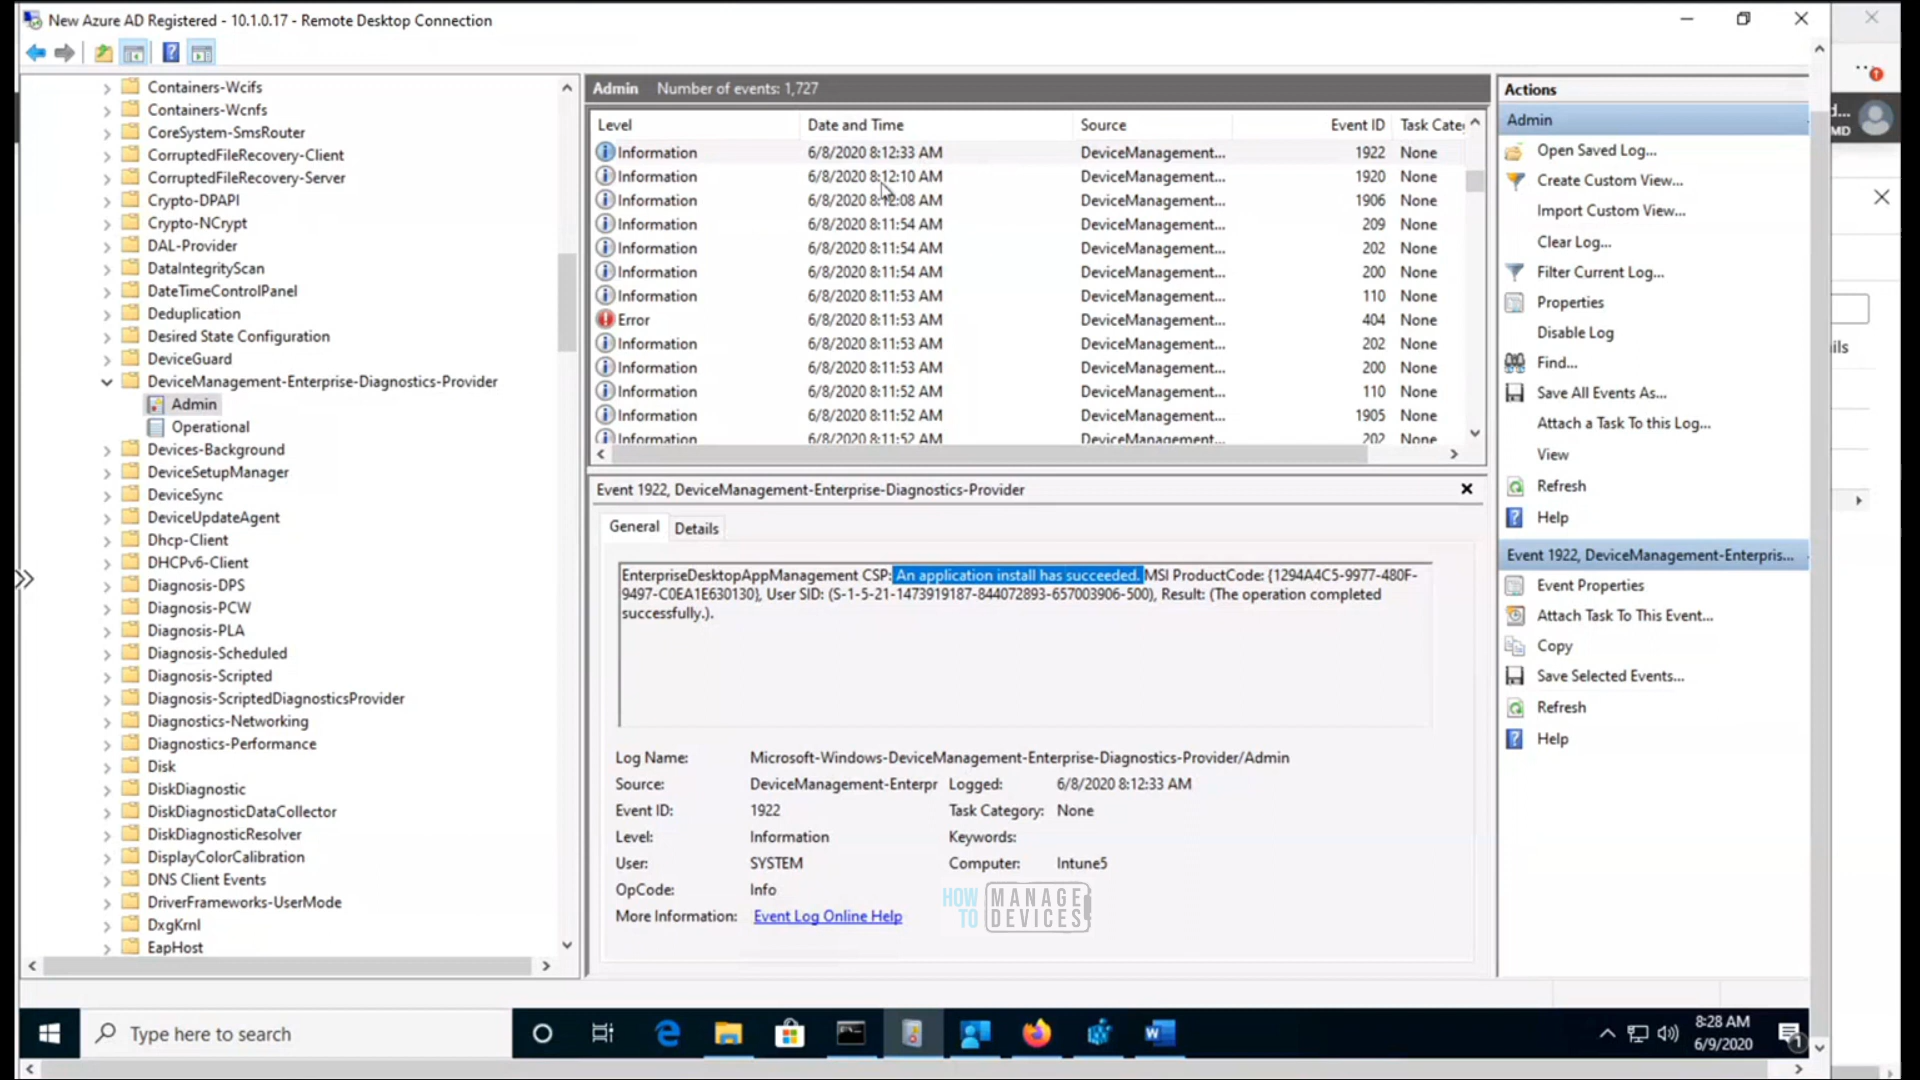 New Azure AD Registered - 10.1.0.17 - Remote Desktop Connection
Containers-Wcifs
Containers-Wcnfs
CoreSystem-SmsRouter
CorruptedFileRecovery-Client
CorruptedFileRecovery-Server
Crypto-DPAPI
Crypto-NCrypt
DAL-Provider
DataIntegrityScan
DateTimeControlPanel
Deduplication
Desired State Configuration
DeviceGuard
DeviceManagement-Enterprise-Diagnostics-Provider
Admin
Operational
Devices-Background
DeviceSetupManager
DeviceSync
DeviceUpdateAgent
Dhcp-Client
DHCPv6-Client
Diagnosis-DPS
Diagnosis-PCW
Diagnosis-PLA
Diagnosis-Scheduled
Diagnosis-Scripted
Diagnosis-ScriptedDiagnosticsProvider
Diagnostics-Networking
Diagnostics-Performance
Disk
DiskDiagnostic
DiskDiagnosticDataCollector
DiskDiagnosticResolver
DisplayColorCalibration
DNS Client Events
DriverFrameworks-UserMode
DxgKrnl
EapHost
Admin Number of events: 1,727
Level Date and Time Source Event ID Task Cate
Information 6/8/2020 8:12:33 AM DeviceManagement... 1922 None
Information 6/8/2020 8:12:10 AM DeviceManagement... 1920 None
Information 6/8/2020 8:12:08 AM DeviceManagement... 1906 None
Information 6/8/2020 8:11:54 AM DeviceManagement... 209 None
Information 6/8/2020 8:11:54 AM DeviceManagement... 202 None
Information 6/8/2020 8:11:54 AM DeviceManagement... 200 None
Information 6/8/2020 8:11:53 AM DeviceManagement... 110 None
Error 6/8/2020 8:11:53 AM DeviceManagement... 404 None
Information 6/8/2020 8:11:53 AM DeviceManagement... 202 None
Information 6/8/2020 8:11:53 AM DeviceManagement... 200 None
Information 6/8/2020 8:11:52 AM DeviceManagement... 110 None
Information 6/8/2020 8:11:52 AM DeviceManagement... 1905 None
Information 6/8/2020 8:11:52 AM DeviceManagement... 202 None
Event 1922, DeviceManagement-Enterprise-Diagnostics-Provider
General Details
EnterpriseDesktopAppManagement CSP: An application install has succeeded. MSI ProductCode: {1294A4C5-9977-480F-
9497-C0EA1E630130}, User SID: (S-1-5-21-1473919187-844072893-657003906-500), Result: (The operation completed
successfully.).
Log Name: Microsoft-Windows-DeviceManagement-Enterprise-Diagnostics-Provider/Admin
Source: DeviceManagement-Enterpr Logged: 6/8/2020 8:12:33 AM
Event ID: 1922 Task Category: None
Level: Information Keywords:
User: SYSTEM Computer: Intune5
OpCode: Info
More Information: Event Log Online Help
HOW TO MANAGE DEVICES
Actions
Admin
Open Saved Log...
Create Custom View...
Import Custom View...
Clear Log...
Filter Current Log...
Properties
Disable Log
Find...
Save All Events As...
Attach a Task To this Log...
View
Refresh
Help
Event 1922, DeviceManagement-Enterpris...
Event Properties
Attach Task To This Event...
Copy
Save Selected Events...
Refresh
Help
d...
MD
ils
Type here to search
8:28 AM
6/9/2020
1